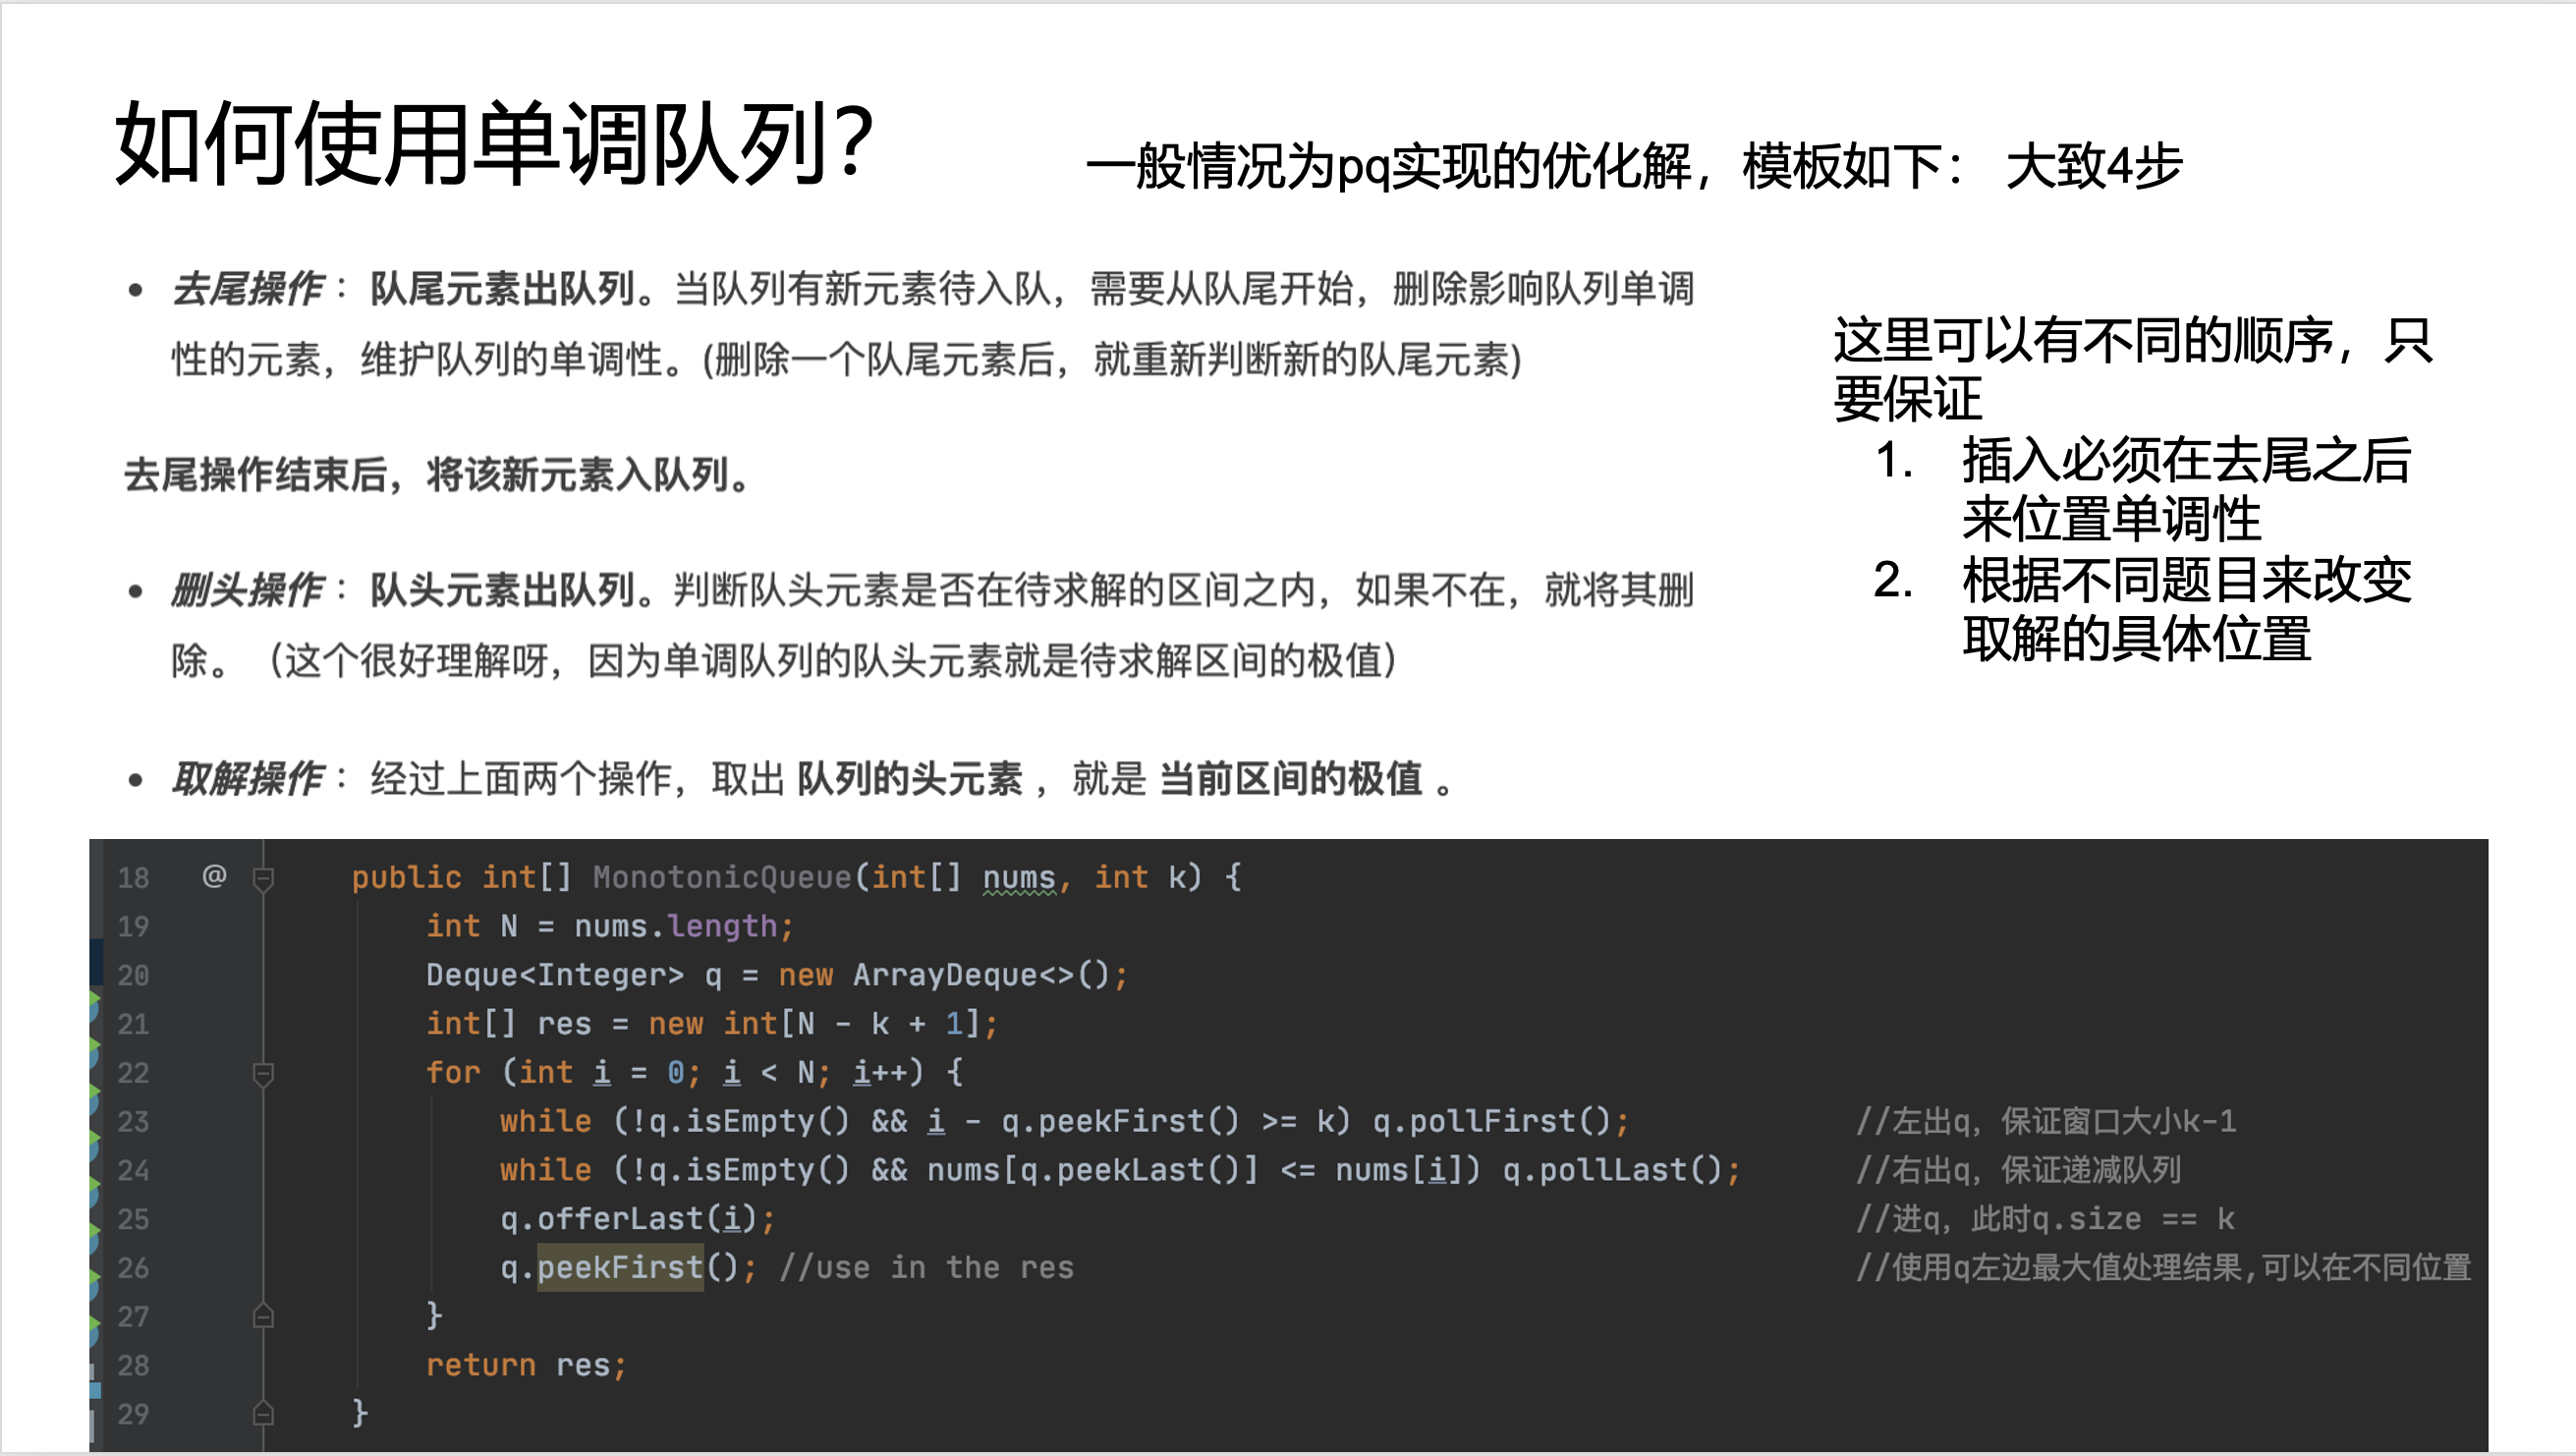 如何使用单调队列？
一般情况为pq实现的优化解，模板如下： 大致4步
• 去尾操作 ：队尾元素出队列。当队列有新元素待入队，需要从队尾开始，删除影响队列单调
性的元素，维护队列的单调性。(删除一个队尾元素后，就重新判断新的队尾元素)
去尾操作结束后，将该新元素入队列。
• 删头操作 ：队头元素出队列。判断队头元素是否在待求解的区间之内，如果不在，就将其删
除。（这个很好理解呀，因为单调队列的队头元素就是待求解区间的极值）
• 取解操作 ：经过上面两个操作，取出 队列的头元素 ，就是 当前区间的极值 。
这里可以有不同的顺序，只
要保证
1. 插入必须在去尾之后
来位置单调性
2. 根据不同题目来改变
取解的具体位置
18 @ public int[] MonotonicQueue(int[] nums, int k) {
19 int N = nums.length;
20 Deque<Integer> q = new ArrayDeque<>();
21 int[] res = new int[N - k + 1];
22 for (int i = 0; i < N; i++) {
23 while (!q.isEmpty() && i - q.peekFirst() >= k) q.pollFirst(); //左出q，保证窗口大小k-1
24 while (!q.isEmpty() && nums[q.peekLast()] <= nums[i]) q.pollLast(); //右出q，保证递减队列
25 q.offerLast(i); //进q，此时q.size == k
26 q.peekFirst(); //use in the res //使用q左边最大值处理结果,可以在不同位置
27 }
28 return res;
29 }